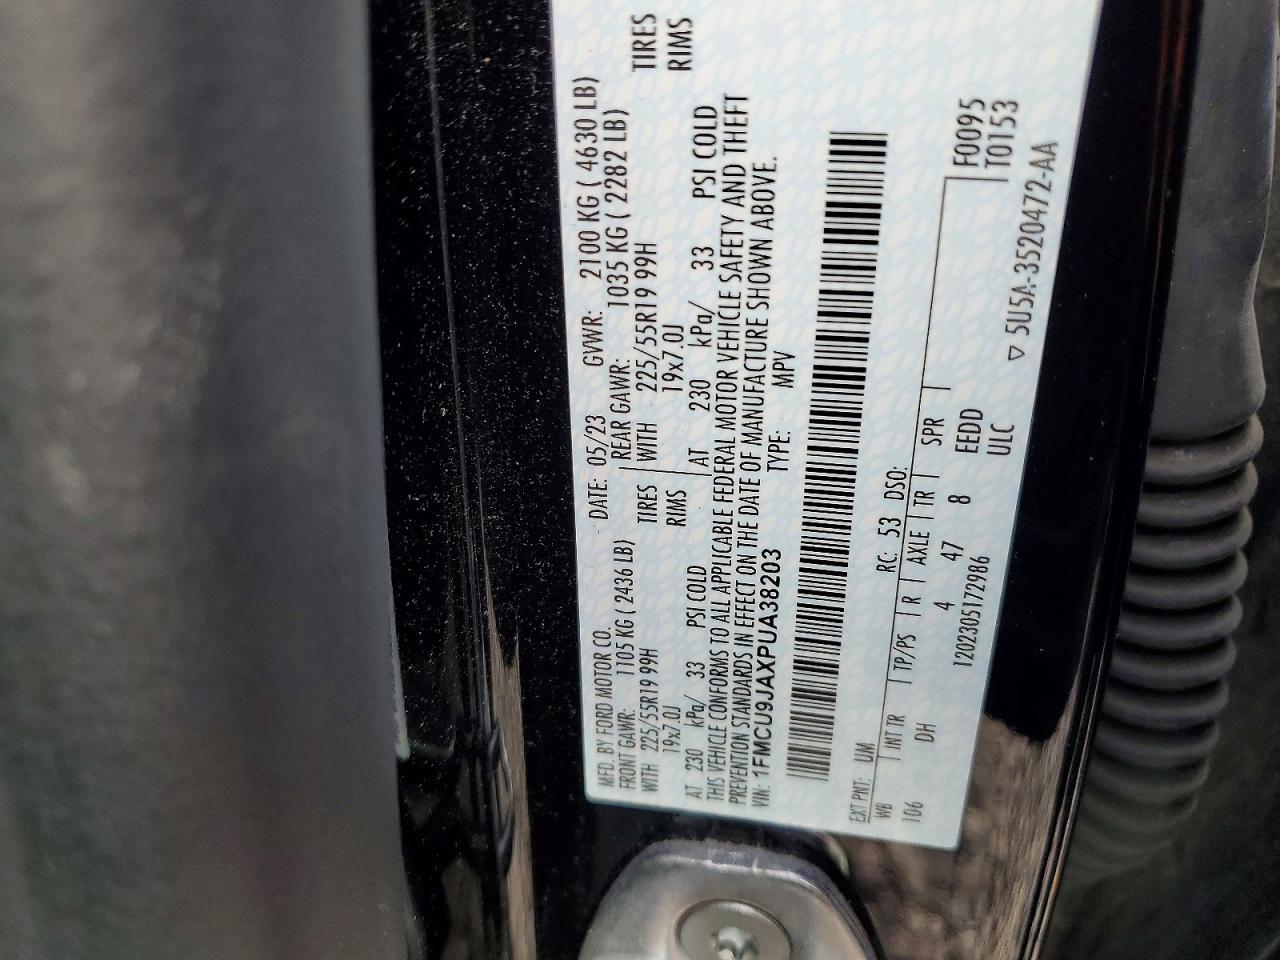 MFD. BY FORD MOTOR CO. DATE: 05/23 GVWR: 2100 KG ( 4630 LB)
FRONT GAWR: 1105 KG ( 2436 LB) REAR GAWR: 1035 KG ( 2282 LB)
WITH 225/55R19 99H TIRES WITH 225/55R19 99H TIRES
19x7.0J RIMS 19x7.0J RIMS
AT 230 kPa/ 33 PSI COLD AT 230 kPa/ 33 PSI COLD
THIS VEHICLE CONFORMS TO ALL APPLICABLE FEDERAL MOTOR VEHICLE SAFETY AND THEFT
PREVENTION STANDARDS IN EFFECT ON THE DATE OF MANUFACTURE SHOWN ABOVE.
VIN: 1FMCU9JAXPUA38203 TYPE: MPV
EXT PNT: UM RC: 53 DSO:
WB INT TR TP/PS R AXLE TR SPR F0095
106 DH 4 47 8 EEDD T0153
1202305172986 ULC
▽ 5U5A-3520472-AA